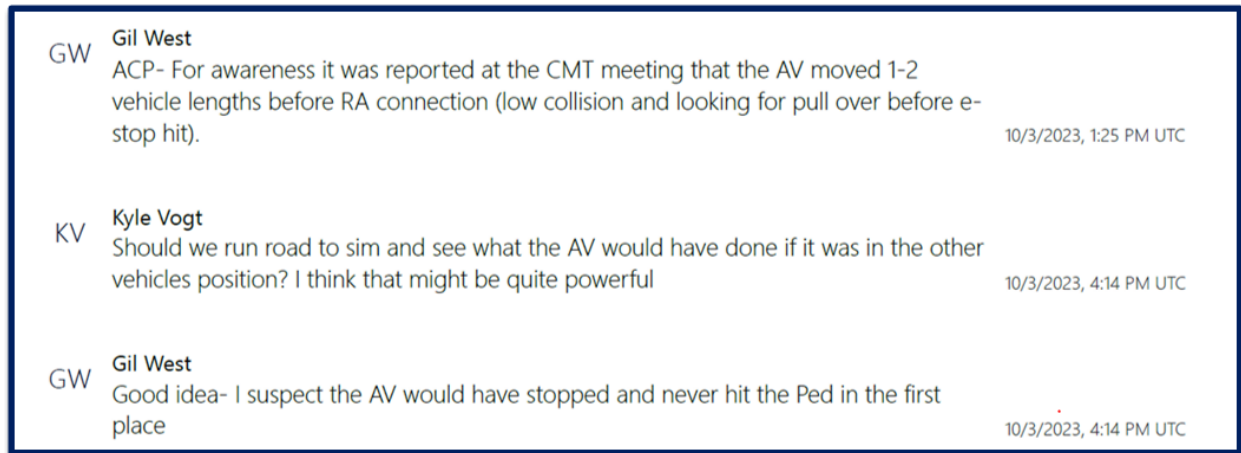 GW
Gil West
ACP- For awareness it was reported at the CMT meeting that the AV moved 1-2
vehicle lengths before RA connection (low collision and looking for pull over before e-
stop hit).
10/3/2023, 1:25 PM UTC
KV
Kyle Vogt
Should we run road to sim and see what the AV would have done if it was in the other
vehicles position? I think that might be quite powerful
10/3/2023, 4:14 PM UTC
GW
Gil West
Good idea- I suspect the AV would have stopped and never hit the Ped in the first
place
10/3/2023, 4:14 PM UTC